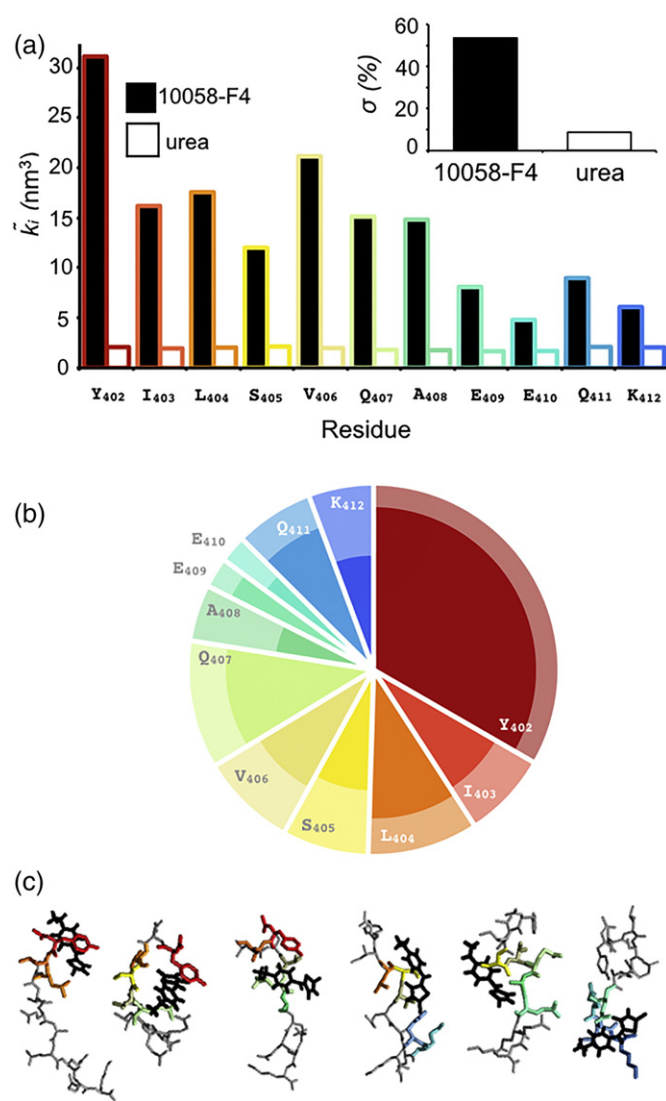 (a)
k̃ᵢ (nm³)
30
25
20
15
10
5
0
10058-F4
urea
σ (%)
60
40
20
0
10058-F4 urea
Y402 I403 L404 S405 V406 Q407 A408 E409 E410 Q411 K412
Residue
(b)
K412
Q411
E410
E409
A408
Q407
Y402
V406
I403
S405
L404
(c)